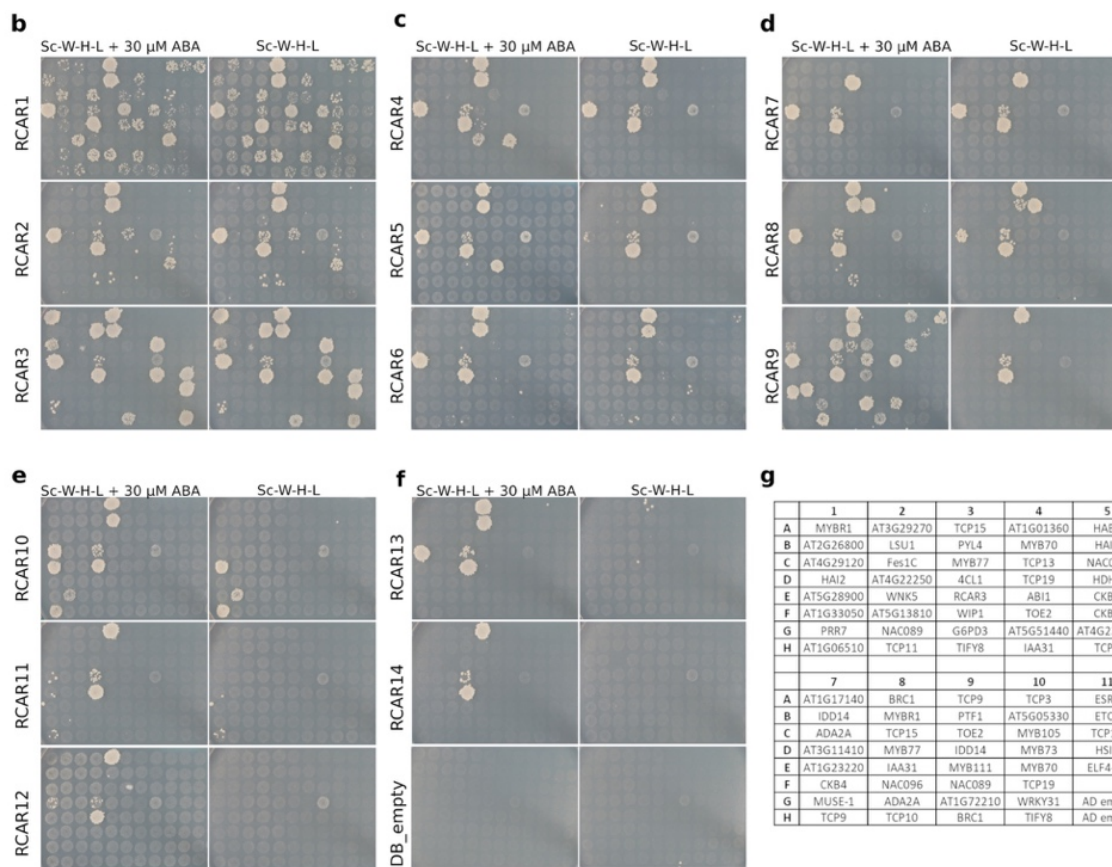 b
Sc-W-H-L + 30 µM ABA Sc-W-H-L
RCAR1
RCAR2
RCAR3
c
Sc-W-H-L + 30 µM ABA Sc-W-H-L
RCAR4
RCAR5
RCAR6
d
Sc-W-H-L + 30 µM ABA Sc-W-H-L
RCAR7
RCAR8
RCAR9
e
Sc-W-H-L + 30 µM ABA Sc-W-H-L
RCAR10
RCAR11
RCAR12
f
Sc-W-H-L + 30 µM ABA Sc-W-H-L
RCAR13
RCAR14
DB_empty
g
1 2 3 4 5
A MYBR1 AT3G29270 TCP15 AT1G01360
B AT2G26800 LSU1 PYL4 MYB70
C AT4G29120 Fes1C MYB77 TCP13
D HAI2 AT4G22250 4CL1 TCP19
E AT5G28900 WNK5 RCAR3 ABI1
F AT1G33050 AT5G13810 WIP1 TOE2
G PRR7 NAC089 G6PD3 AT5G51440
H AT1G06510 TCP11 TIFY8 IAA31
7 8 9 10 11
A AT1G17140 BRC1 TCP9 TCP3
B IDD14 MYBR1 PTF1 AT5G05330
C ADA2A TCP15 TOE2 MYB105
D AT3G11410 MYB77 IDD14 MYB73
E AT1G23220 IAA31 MYB111 MYB70
F CKB4 NAC096 NAC089 TCP19
G MUSE-1 ADA2A AT1G72210 WRKY31 AD
H TCP9 TCP10 BRC1 TIFY8 AD